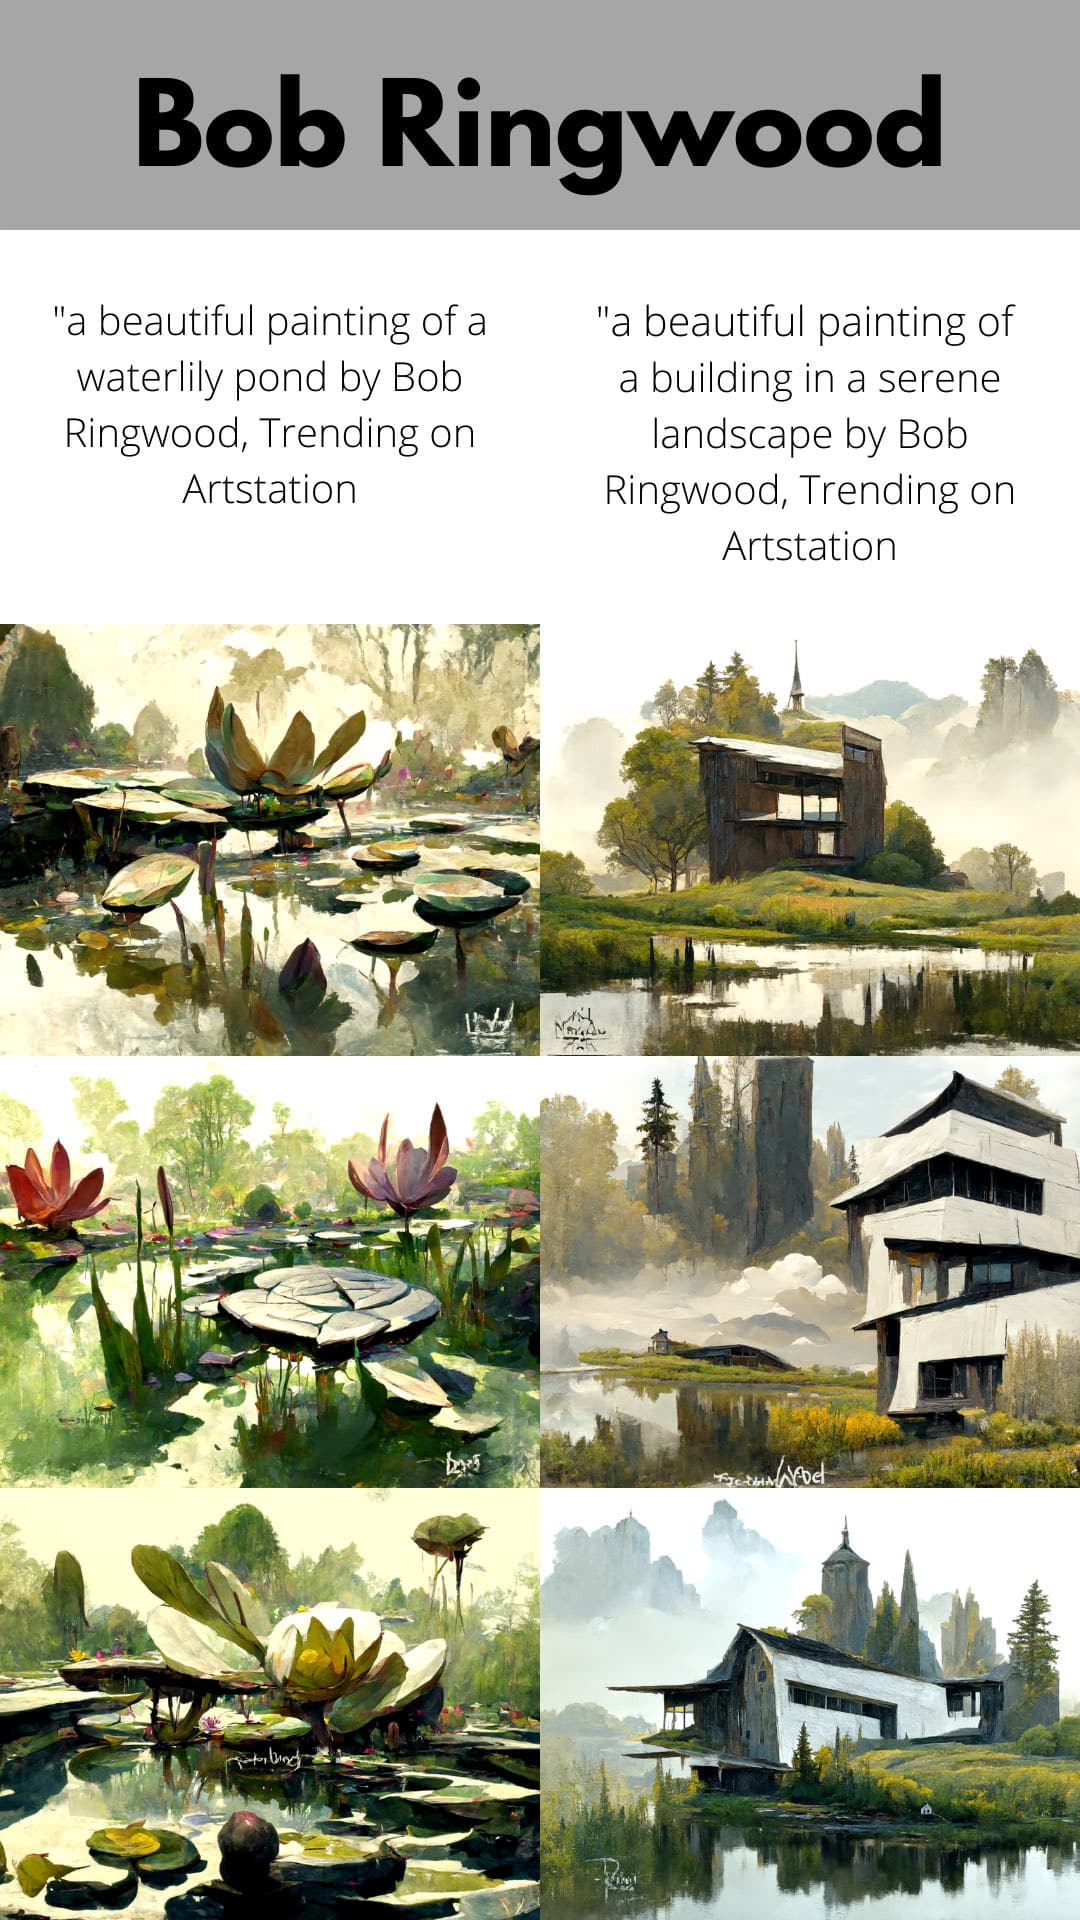 Bob Ringwood
"a beautiful painting of a
waterlily pond by Bob
Ringwood, Trending on
Artstation
"a beautiful painting of
a building in a serene
landscape by Bob
Ringwood, Trending on
Artstation